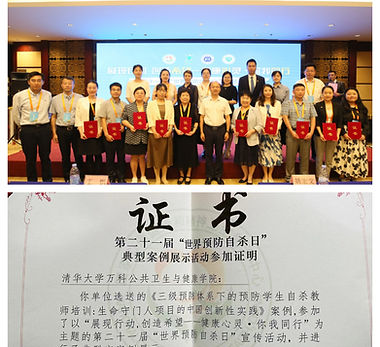 证书
第二十一届“世界预防自杀日”
典型案例展示活动参加证明
清华大学万科公共卫生与健康学院：
你单位选送的《三级预防体系下的预防学生自杀教
师培训：生命守门人项目的中国创新性实践》案例，参加
了以“展现行动，创造希望——健康心灵·你我同行”为
主题的第二十一届“世界预防自杀日”宣传活动，并进